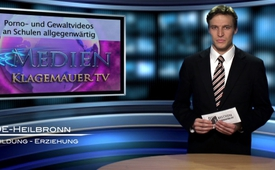 Porno- und Gewaltvideos
an Schulen allgegenwärtig
MEDIEN
KLAGEMAUER.TV
DE-HEILBRONN
BILDUNG - ERZIEHUNG